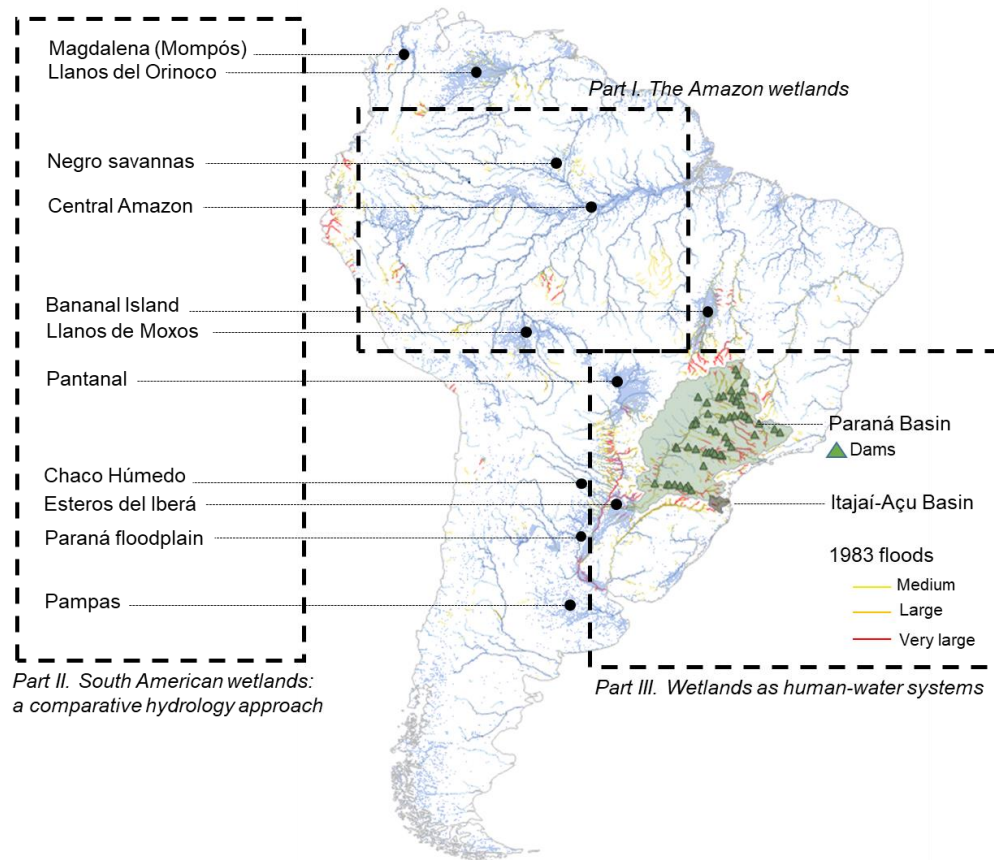 Magdalena (Mompós)
Llanos del Orinoco
Part I. The Amazon wetlands
Negro savannas
Central Amazon
Bananal Island
Llanos de Moxos
Pantanal
Paraná Basin
Dams
Chaco Húmedo
Esteros del Iberá
Itajaí-Açu Basin
Paraná floodplain
1983 floods
Medium
Large
Very large
Pampas
Part II. South American wetlands:
a comparative hydrology approach
Part III. Wetlands as human-water systems